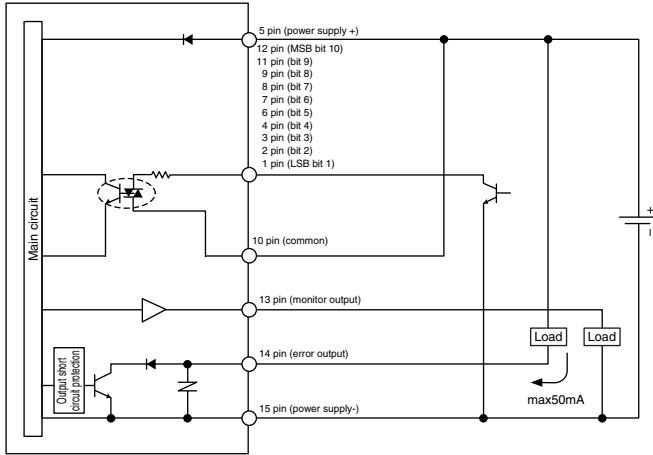 5 pin (power supply +)
12 pin (MSB bit 10)
11 pin (bit 9)
9 pin (bit 8)
8 pin (bit 7)
7 pin (bit 6)
6 pin (bit 5)
4 pin (bit 4)
3 pin (bit 3)
2 pin (bit 2)
1 pin (LSB bit 1)
Main circuit
10 pin (common)
13 pin (monitor output)
Load
Load
14 pin (error output)
Output short
circuit protection
max50mA
15 pin (power supply-)
+
−